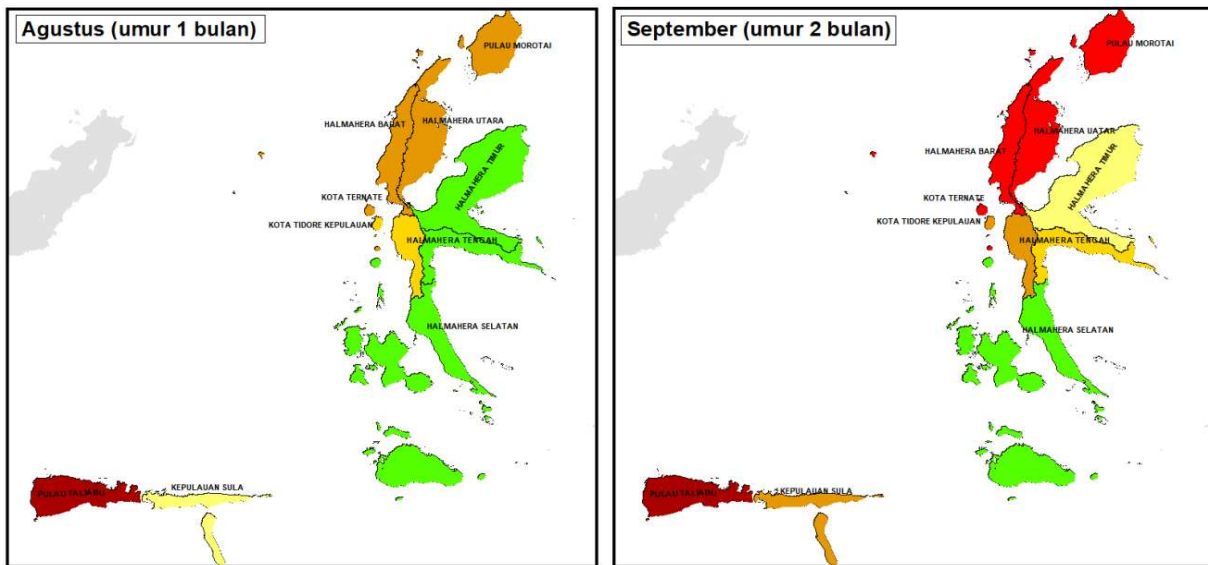 Agustus (umur 1 bulan)
PULAU MOROTAI
HALMAHERA BARAT
HALMAHERA UTARA
HALMAHERA TIMUR
KOTA TERNATE
KOTA TIDORE KEPULAUAN
HALMAHERA TENGAH
HALMAHERA SELATAN
PULAU TALIABU
KEPULAUAN SULA
September (umur 2 bulan)
PULAU MOROTAI
HALMAHERA UATAR
HALMAHERA BARAT
HALMAHERA TIMUR
KOTA TERNATE
KOTA TIDORE KEPULAUAN
HALMAHERA TENGAH
HALMAHERA SELATAN
PULAU TALIABU
KEPULAUAN SULA